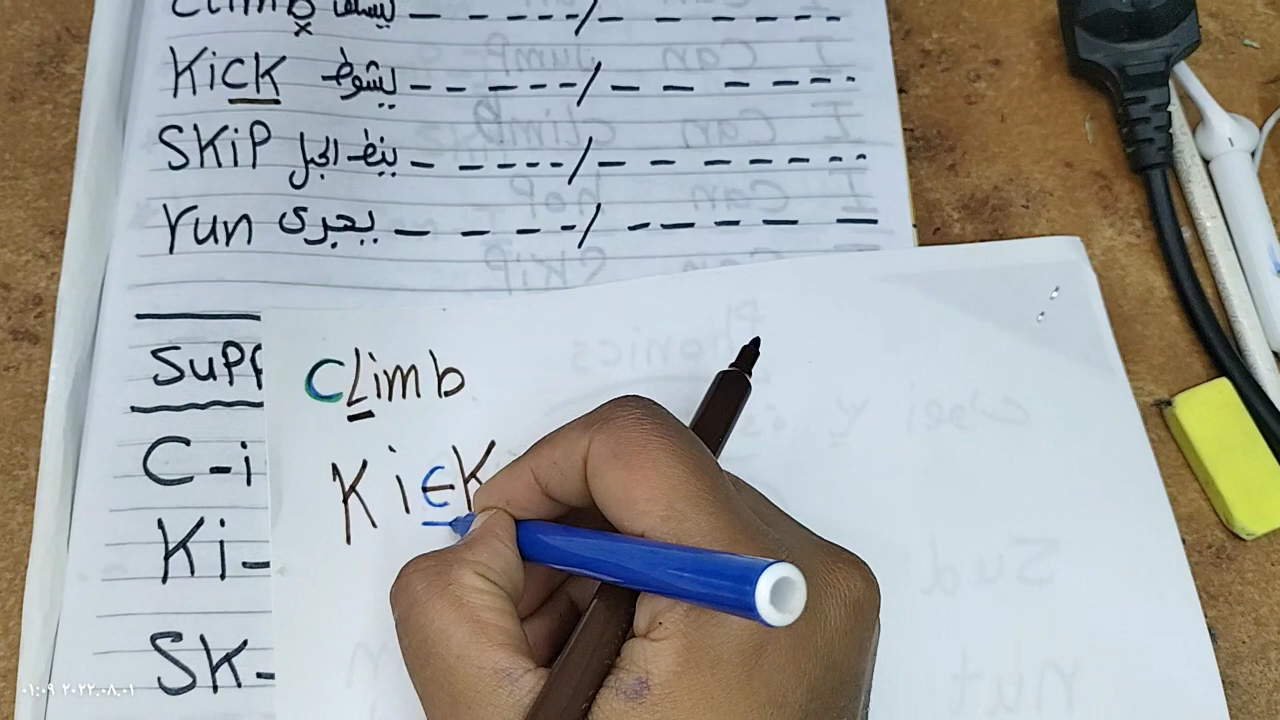 Climb يتسلق _ _ _ _ _ / _ _ _ _ _ _ _
x
Kick يشوط _ _ _ _ _ / _ _ _ _ _ _ _
SKiP ينط الحبل _ _ _ _ _ / _ _ _ _ _ _ _
run يجرى _ _ _ _ / _ _ _ _ _
SuPP
CLimb
C-i
KicK
Ki-
SK-
٠١:٠٩ ٢٠٢٢.٠٨.٠١